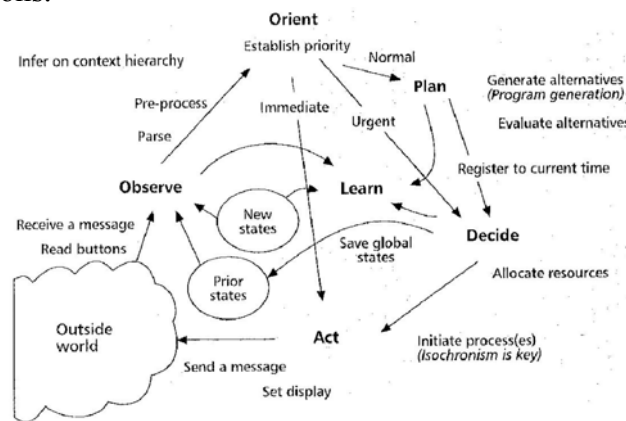 ons.
Orient
Establish priority
Infer on context hierarchy
Normal
Plan
Generate alternatives
(Program generation)
Pre-process
Immediate
Urgent
Evaluate alternatives
Parse
Register to current time
Observe
Learn
New
states
Receive a message
Read buttons
Save global
states
Decide
Prior
states
Allocate resources
Outside
world
Act
Initiate process(es)
(Isochronism is key)
Send a message
Set display